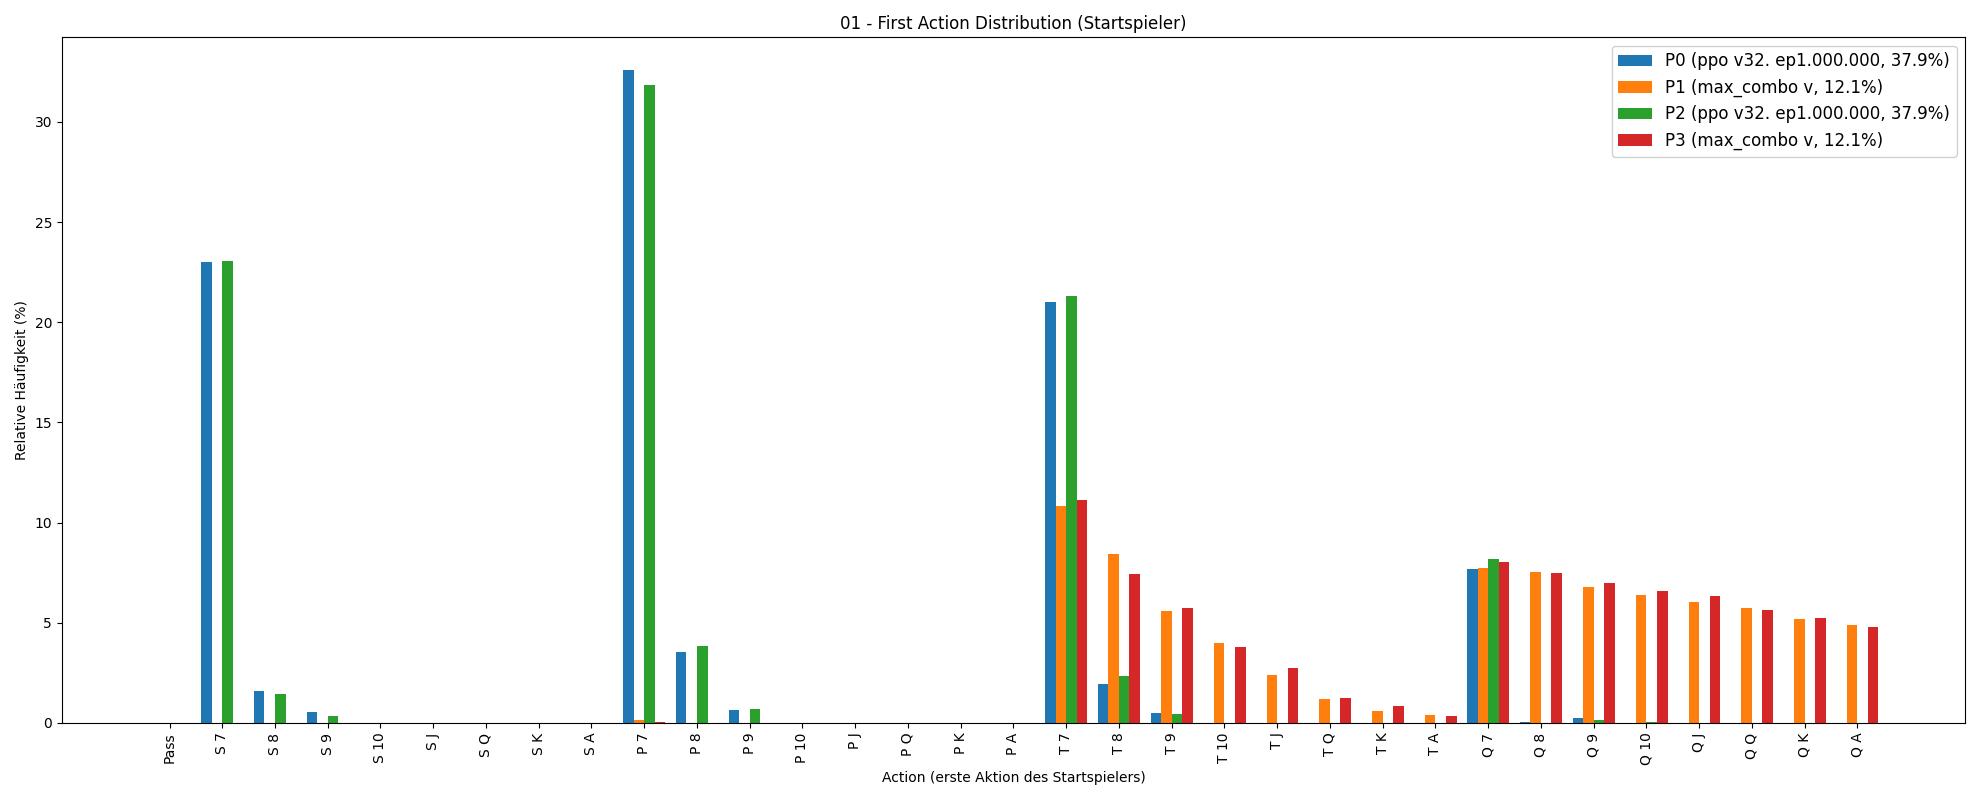 01 - First Action Distribution (Startspieler)
P0 (ppo v32. ep1.000.000, 37.9%)
P1 (max_combo v, 12.1%)
P2 (ppo v32. ep1.000.000, 37.9%)
P3 (max_combo v, 12.1%)
Relative Häufigkeit (%)
30
25
20
15
10
5
0
Pass
S 7
S 8
S 9
S 10
S J
S Q
S K
S A
P 7
P 8
P 9
P 10
P J
P Q
P K
P A
T 7
T 8
T 9
T 10
T J
T Q
T K
T A
Q 7
Q 8
Q 9
Q 10
Q J
Q Q
Q K
Q A
Action (erste Aktion des Startspielers)